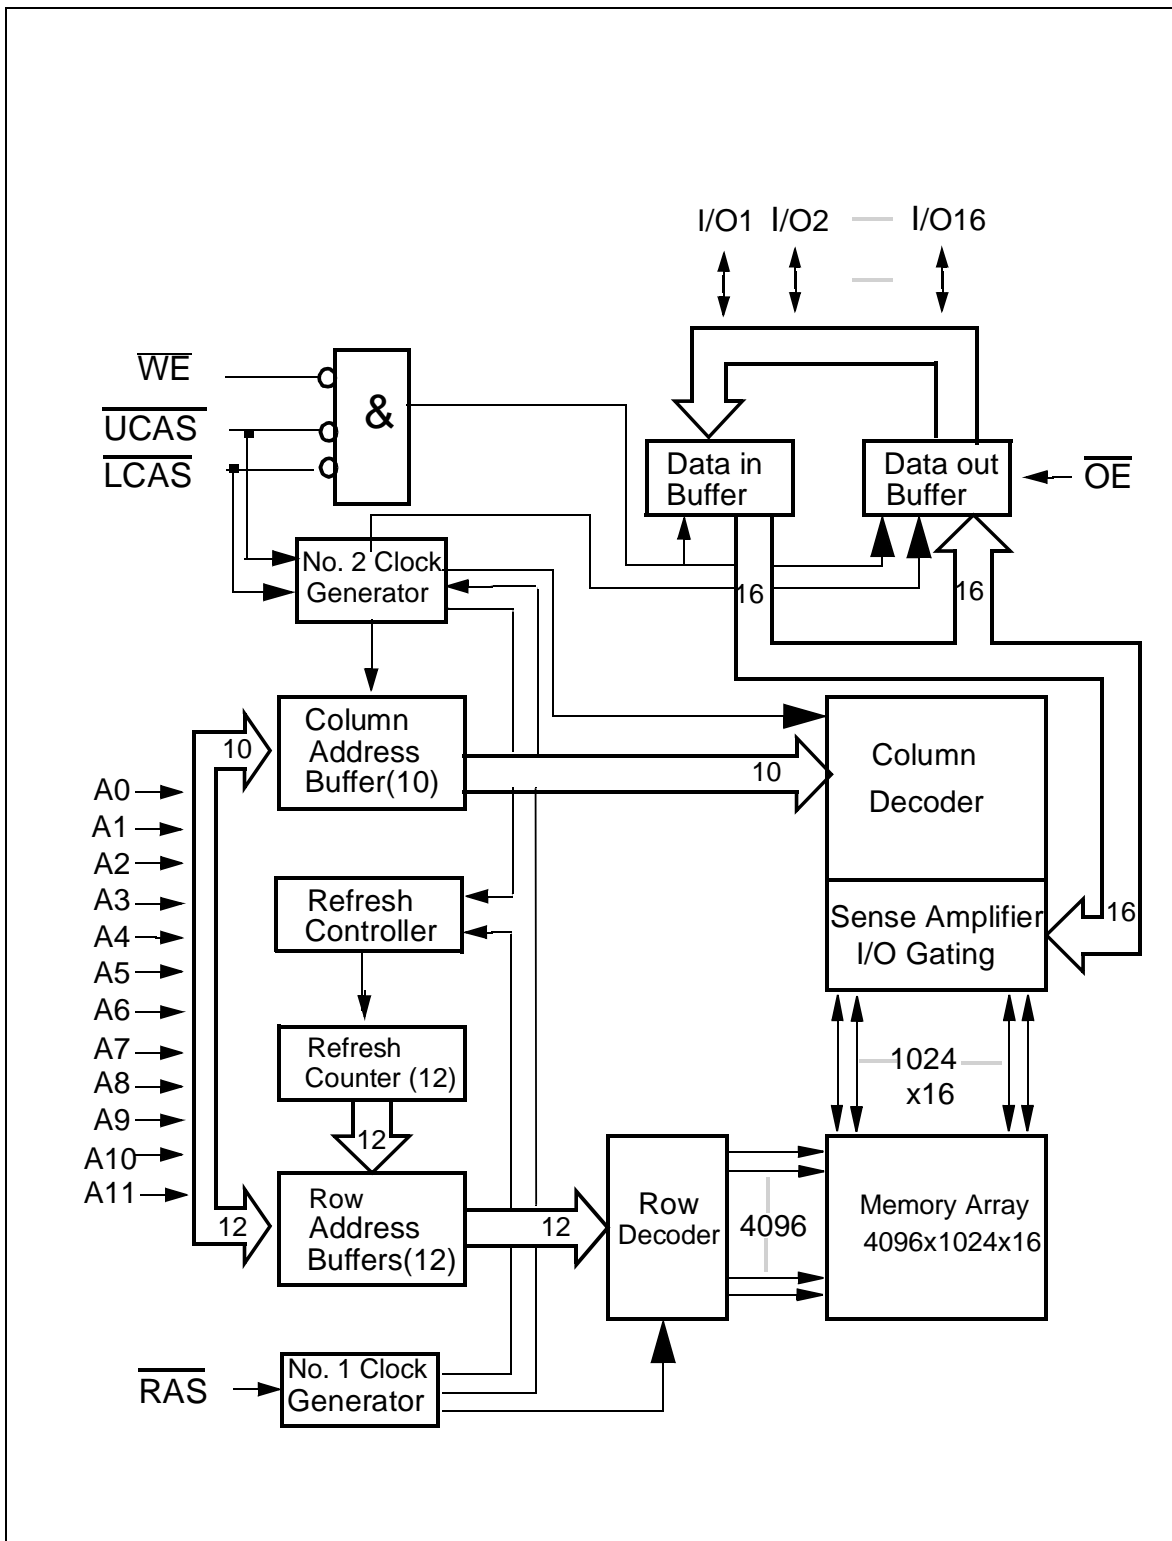 I/O1 I/O2 I/O16
WE
UCAS
LCAS
&
Data in
Buffer
Data out
Buffer
OE
No. 2 Clock
Generator
16
16
Column
Address
Buffer(10)
10
10
Column
Decoder
A0
A1
A2
A3
A4
A5
A6
A7
A8
A9
A10
A11
Refresh
Controller
Sense Amplifier
I/O Gating
16
Refresh
Counter (12)
1024
x16
12
Row
Address
Buffers(12)
12
12
Row
Decoder
4096
Memory Array
4096x1024x16
RAS
No. 1 Clock
Generator